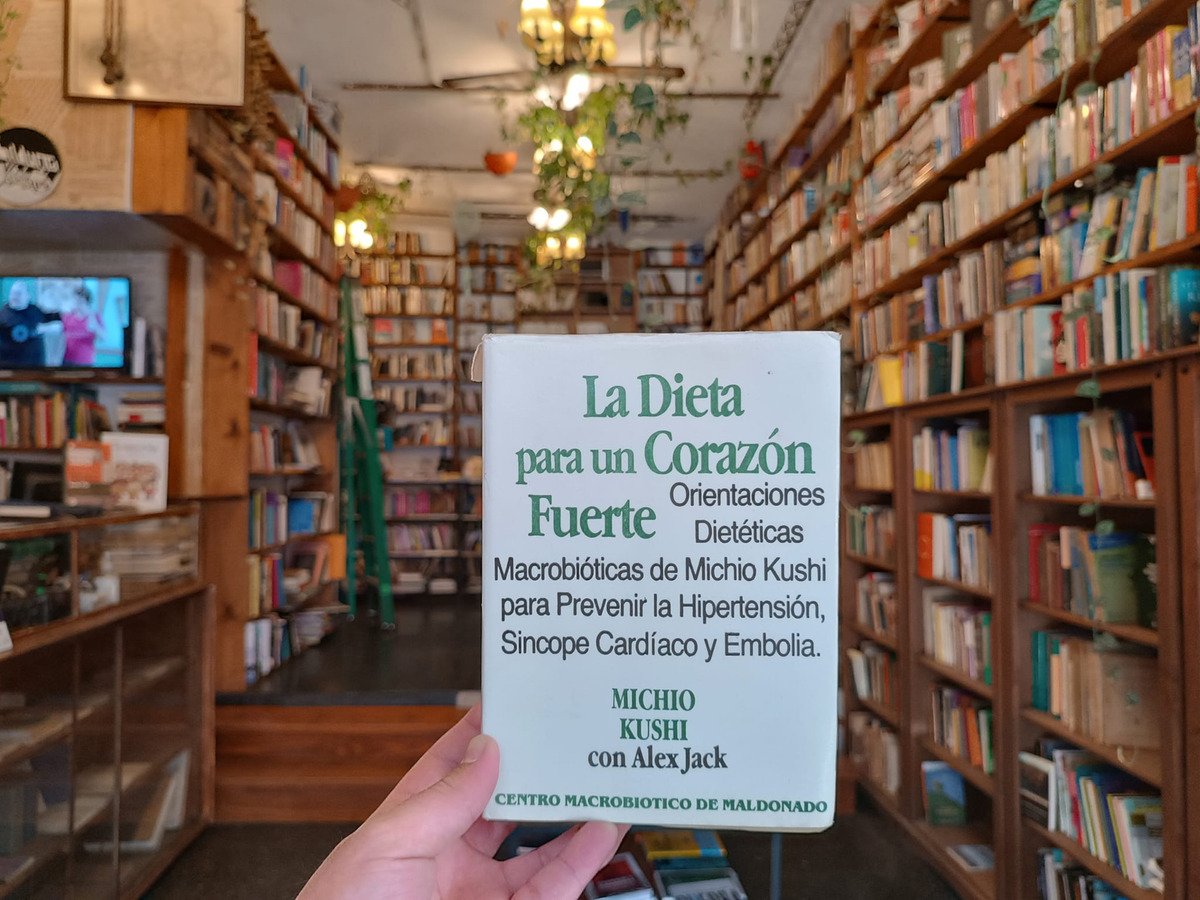 La Dieta
para un Corazón
Fuerte Orientaciones
Dietéticas
Macrobióticas de Michio Kushi
para Prevenir la Hipertensión,
Sincope Cardíaco y Embolia.
MICHIO
KUSHI
con Alex Jack
CENTRO MACROBIOTICO DE MALDONADO